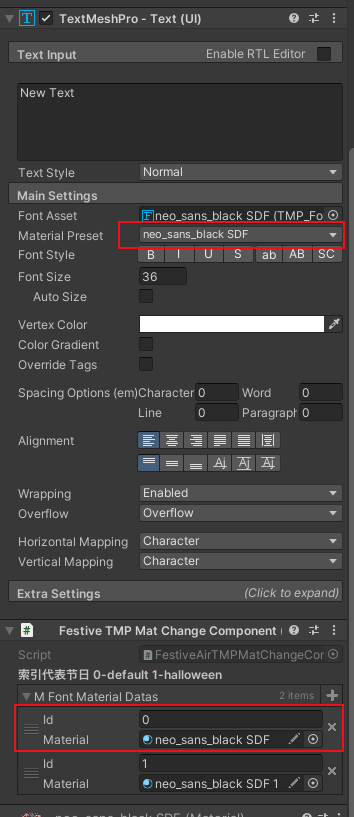 TextMeshPro - Text (UI)
Text Input
Enable RTL Editor
New Text
Text Style Normal
Main Settings
Font Asset neo_sans_black SDF (TMP_Fo
Material Preset neo_sans_black SDF
Font Style B I U S ab AB SC
Font Size 36
Auto Size
Vertex Color
Color Gradient
Override Tags
Spacing Options (em) Character 0 Word 0
Line 0 Paragraph 0
Alignment
Wrapping Enabled
Overflow Overflow
Horizontal Mapping Character
Vertical Mapping Character
Extra Settings (Click to expand)
Festive TMP Mat Change Component (
Script FestiveAirTMPMatChangeCor
索引代表节日 0-default 1-halloween
M Font Material Datas 2 items
Id 0
Material neo_sans_black SDF
Id 1
Material neo_sans_black SDF 1
neo_sans_black SDF (Material)